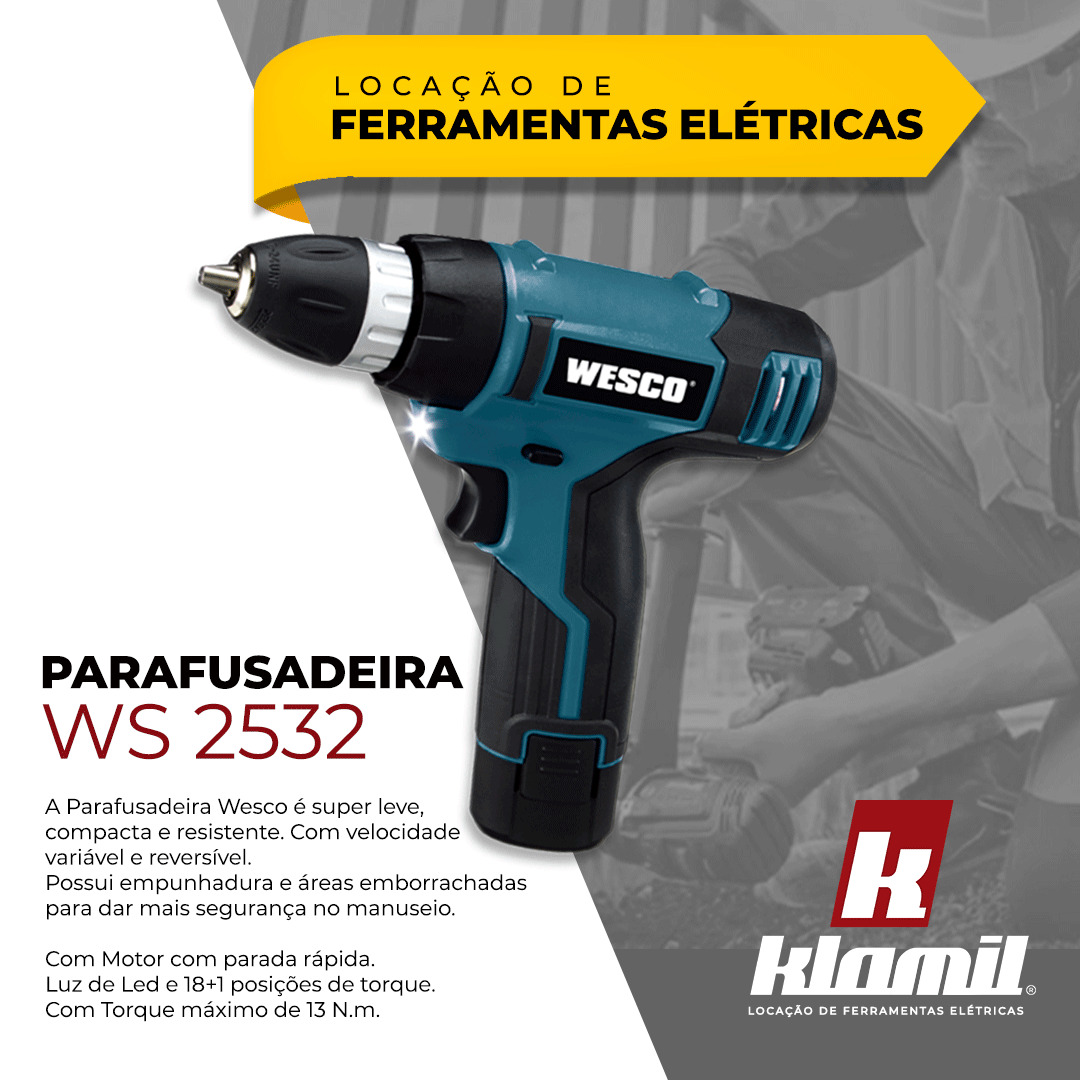 LOCAÇÃO DE
FERRAMENTAS ELÉTRICAS
WESCO®
PARAFUSADEIRA
WS 2532
A Parafusadeira Wesco é super leve,
compacta e resistente. Com velocidade
variável e reversível.
Possui empunhadura e áreas emborrachadas
para dar mais segurança no manuseio.
Com Motor com parada rápida.
Luz de Led e 18+1 posições de torque.
Com Torque máximo de 13 N.m.
k
klamil®
LOCAÇÃO DE FERRAMENTAS ELÉTRICAS